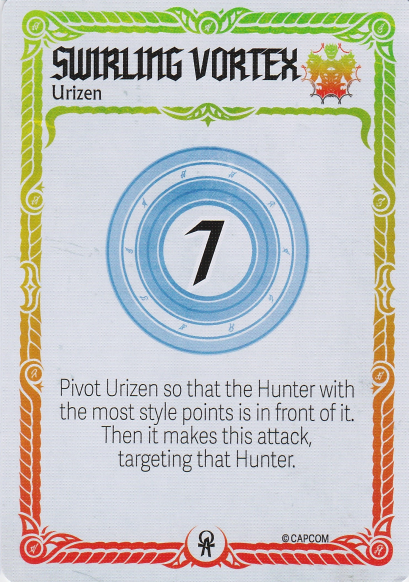 SWIRLING VORTEX
Urizen
7
Pivot Urizen so that the Hunter with
the most style points is in front of it.
Then it makes this attack,
targeting that Hunter.
© CAPCOM